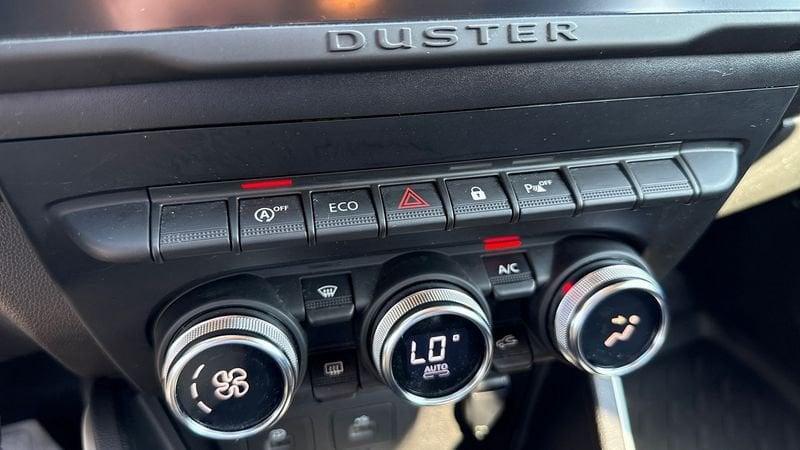 DUSTER
A OFF
ECO
P OFF
A/C
LO°
AUTO